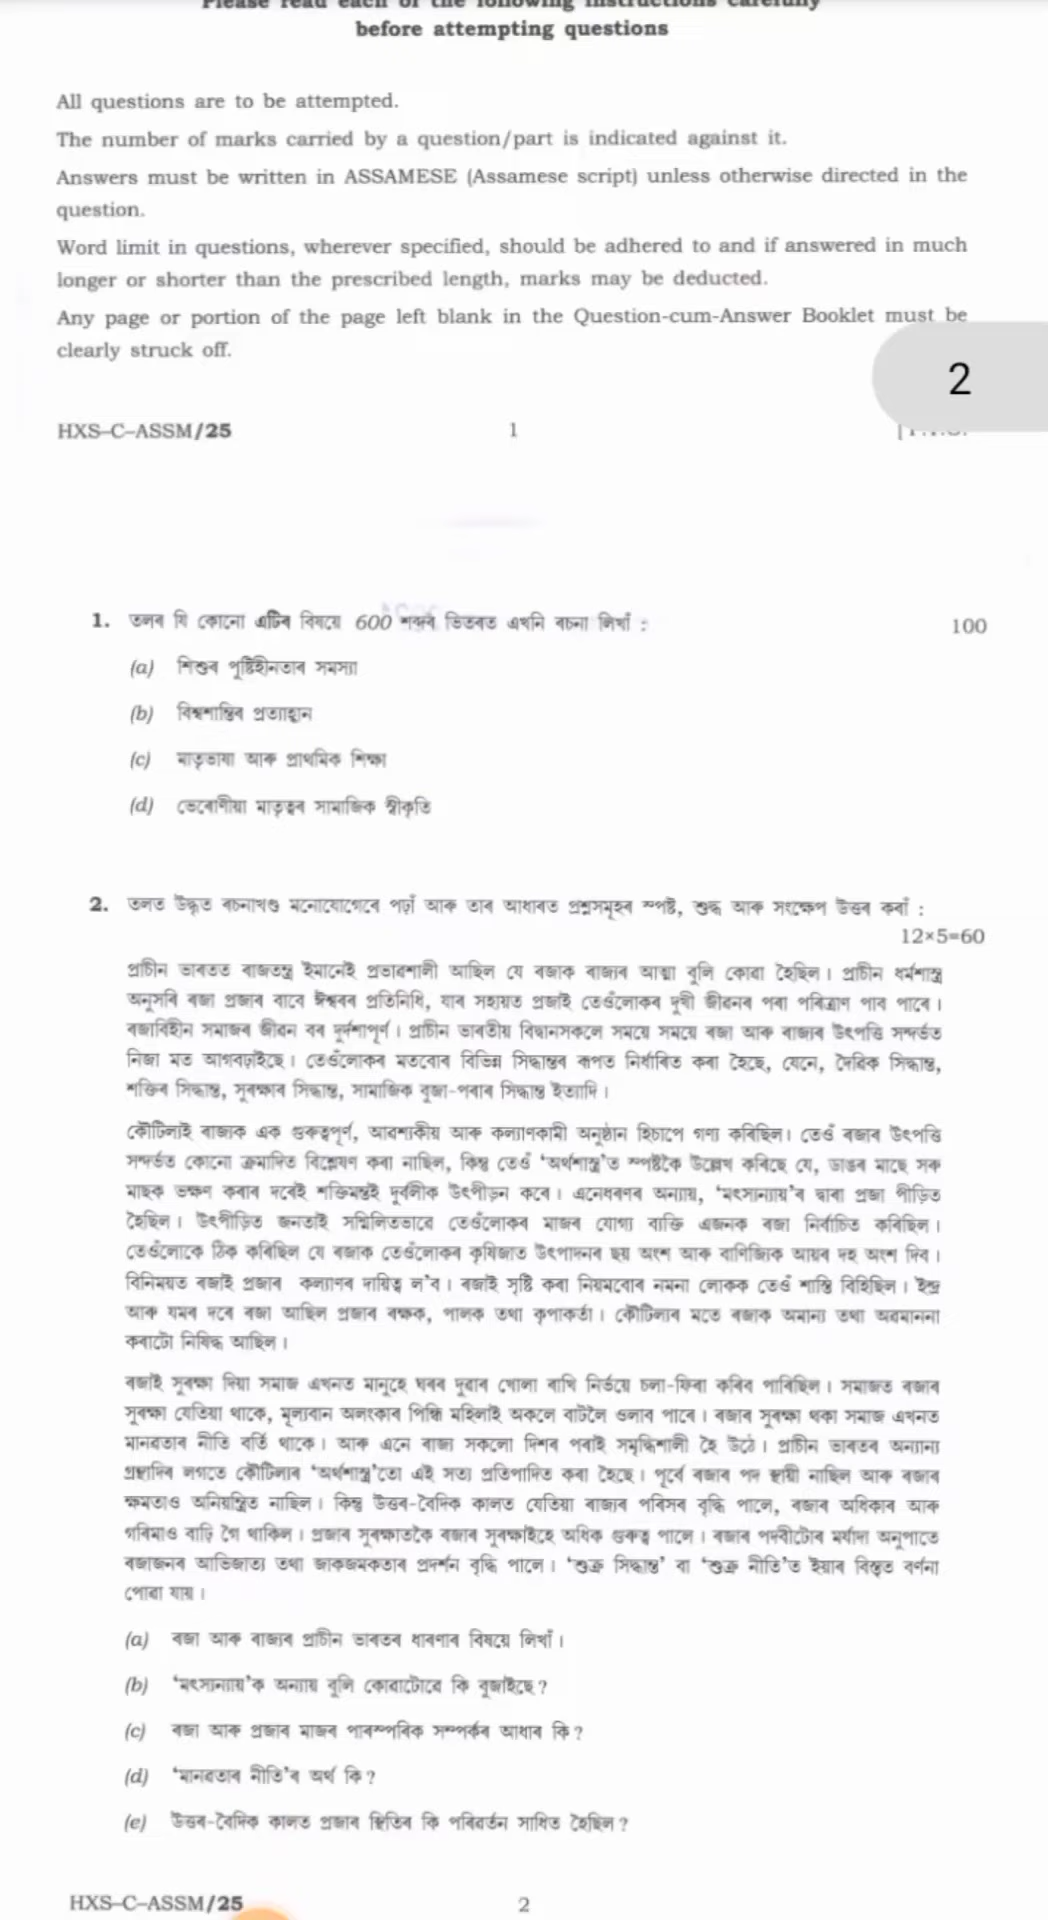 Please read each of the following instructions carefully
before attempting questions
All questions are to be attempted.
The number of marks carried by a question/part is indicated against it.
Answers must be written in ASSAMESE (Assamese script) unless otherwise directed in the
question.
Word limit in questions, wherever specified, should be adhered to and if answered in much
longer or shorter than the prescribed length, marks may be deducted.
Any page or portion of the page left blank in the Question-cum-Answer Booklet must be
clearly struck off.
2
HXS–C–ASSM/25 1 [ P.T.O.
1. তলৰ যি কোনো এটিৰ বিষয়ে 600 শব্দৰ ভিতৰত এখনি ৰচনা লিখাঁ : 100
(a) শিশুৰ পুষ্টিহীনতাৰ সমস্যা
(b) বিশ্বশান্তিৰ প্ৰত্যাহ্বান
(c) মাতৃভাষা আৰু প্ৰাথমিক শিক্ষা
(d) ভেৰোণীয়া মাতৃত্বৰ সামাজিক স্বীকৃতি
2. তলত উদ্ধৃত ৰচনাখণ্ড মনোযোগেৰে পঢ়াঁ আৰু তাৰ আধাৰত প্ৰশ্নসমূহৰ স্পষ্ট, শুদ্ধ আৰু সংক্ষেপ উত্তৰ কৰাঁ :
12×5=60
প্ৰাচীন ভাৰতত ৰাজতন্ত্ৰ ইমানেই প্ৰভাৱশালী আছিল যে ৰজাক ৰাজ্যৰ আত্মা বুলি কোৱা হৈছিল। প্ৰাচীন ধৰ্মশাস্ত্ৰ
অনুসৰি ৰজা প্ৰজাৰ বাবে ঈশ্বৰৰ প্ৰতিনিধি, যাৰ সহায়ত প্ৰজাই তেওঁলোকৰ দুখী জীৱনৰ পৰা পৰিত্ৰাণ পাব পাৰে।
ৰজাবিহীন সমাজৰ জীৱন বৰ দুৰ্দশাপূৰ্ণ। প্ৰাচীন ভাৰতীয় বিদ্বানসকলে সময়ে সময়ে ৰজা আৰু ৰাজ্যৰ উৎপত্তি সন্দৰ্ভত
নিজা মত আগবঢ়াইছে। তেওঁলোকৰ মতবোৰ বিভিন্ন সিদ্ধান্তৰ ৰূপত নিৰ্ধাৰিত কৰা হৈছে, যেনে, দৈৱিক সিদ্ধান্ত,
শক্তিৰ সিদ্ধান্ত, সুৰক্ষাৰ সিদ্ধান্ত, সামাজিক বুজা-পৰাৰ সিদ্ধান্ত ইত্যাদি।
কৌটিল্যই ৰাজ্যক এক গুৰুত্বপূৰ্ণ, আৱশ্যকীয় আৰু কল্যাণকামী অনুষ্ঠান হিচাপে গণ্য কৰিছিল। তেওঁ ৰজাৰ উৎপত্তি
সন্দৰ্ভত কোনো ক্ৰমাদিত বিশ্লেষণ কৰা নাছিল, কিন্তু তেওঁ ‘অৰ্থশাস্ত্ৰ’ত স্পষ্টকৈ উল্লেখ কৰিছে যে, ডাঙৰ মাছে সৰু
মাছক ভক্ষণ কৰাৰ দৰেই শক্তিমন্তই দুৰ্বলীক উৎপীড়ন কৰে। এনেধৰণৰ অন্যায়, ‘মৎস্যন্যায়’ৰ দ্বাৰা প্ৰজা পীড়িত
হৈছিল। উৎপীড়িত জনতাই সন্মিলিতভাৱে তেওঁলোকৰ মাজৰ যোগ্য ব্যক্তি এজনক ৰজা নিৰ্বাচিত কৰিছিল।
তেওঁলোকে ঠিক কৰিছিল যে ৰজাক তেওঁলোকৰ কৃষিজাত উৎপাদনৰ ছয় অংশ আৰু বাণিজ্যিক আয়ৰ দহ অংশ দিব।
বিনিময়ত ৰজাই প্ৰজাৰ কল্যাণৰ দায়িত্ব ল’ব। ৰজাই সৃষ্টি কৰা নিয়মবোৰ নমনা লোকক তেওঁ শাস্তি বিহিছিল। ইন্দ্ৰ
আৰু যমৰ দৰে ৰজা আছিল প্ৰজাৰ ৰক্ষক, পালক তথা কৃপাকৰ্তা। কৌটিল্যৰ মতে ৰজাক অমান্য তথা অৱমাননা
কৰাটো নিষিদ্ধ আছিল।
ৰজাই সুৰক্ষা দিয়া সমাজ এখনত মানুহে ঘৰৰ দুৱাৰ খোলা ৰাখি নিৰ্ভয়ে চলা-ফিৰা কৰিব পাৰিছিল। সমাজত ৰজাৰ
সুৰক্ষা যেতিয়া থাকে, মূল্যবান অলংকাৰ পিন্ধি মহিলাই অকলে বাটলৈ ওলাব পাৰে। ৰজাৰ সুৰক্ষা থকা সমাজ এখনত
মানৱতাৰ নীতি বৰ্তি থাকে। আৰু এনে ৰাজ্য সকলো দিশৰ পৰাই সমৃদ্ধিশালী হৈ উঠে। প্ৰাচীন ভাৰতৰ অন্যান্য
গ্ৰন্থাদিৰ লগতে কৌটিল্যৰ ‘অৰ্থশাস্ত্ৰ’তো এই সত্য প্ৰতিপাদিত কৰা হৈছে। পূৰ্বে ৰজাৰ পদ স্থায়ী নাছিল আৰু ৰজাৰ
ক্ষমতাও অনিয়ন্ত্ৰিত নাছিল। কিন্তু উত্তৰ-বৈদিক কালত যেতিয়া ৰাজ্যৰ পৰিসৰ বৃদ্ধি পালে, ৰজাৰ অধিকাৰ আৰু
গৰিমাও বাঢ়ি গৈ থাকিল। প্ৰজাৰ সুৰক্ষাতকৈ ৰজাৰ সুৰক্ষাইহে অধিক গুৰুত্ব পালে। ৰজাৰ পদবীটোৰ মৰ্যাদা অনুপাতে
ৰজাজনৰ আভিজাত্য তথা জাকজমকতাৰ প্ৰদৰ্শন বৃদ্ধি পালে। ‘শুক্ৰ সিদ্ধান্ত’ বা ‘শুক্ৰ নীতি’ত ইয়াৰ বিস্তৃত বৰ্ণনা
পোৱা যায়।
(a) ৰজা আৰু ৰাজ্যৰ প্ৰাচীন ভাৰতৰ ধাৰণাৰ বিষয়ে লিখাঁ।
(b) ‘মৎস্যন্যায়’ক অন্যায় বুলি কোৱাটোৱে কি বুজাইছে?
(c) ৰজা আৰু প্ৰজাৰ মাজৰ পাৰস্পৰিক সম্পৰ্কৰ আধাৰ কি?
(d) ‘মানৱতাৰ নীতি’ৰ অৰ্থ কি?
(e) উত্তৰ-বৈদিক কালত প্ৰজাৰ স্থিতিৰ কি পৰিৱৰ্তন সাধিত হৈছিল?
HXS–C–ASSM/25 2